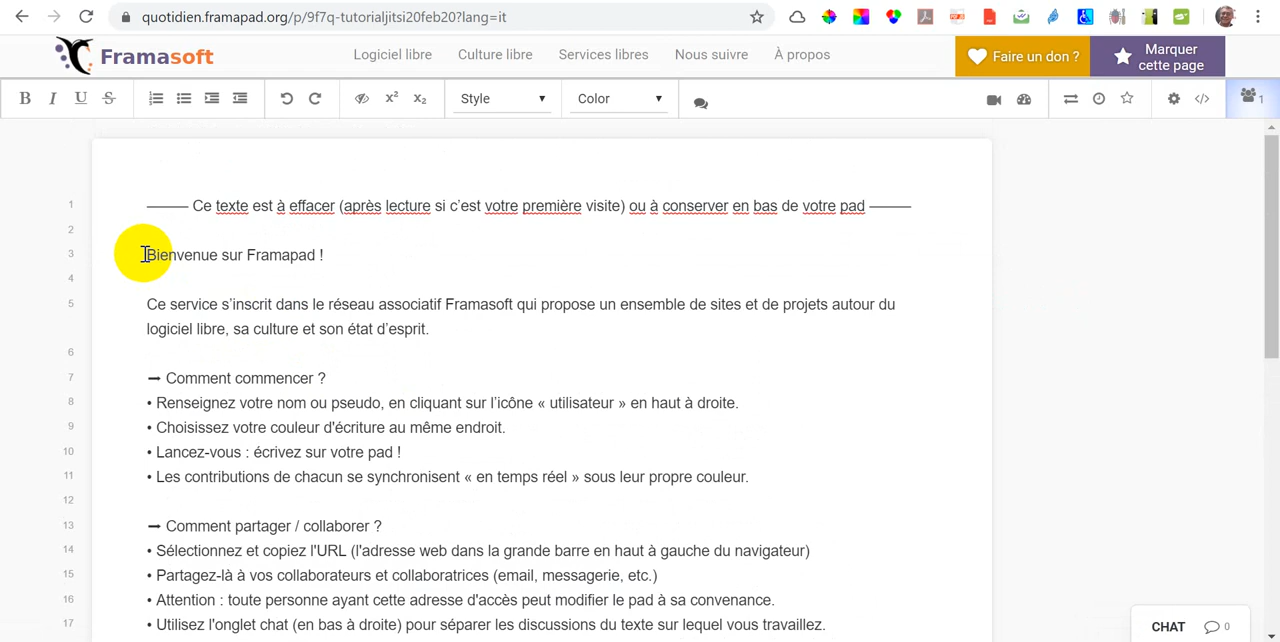 quotidien.framapad.org/p/9f7q-tutorialjitsi20feb20?lang=it
Framasoft
Logiciel libre
Culture libre
Services libres
Nous suivre
À propos
Faire un don ?
Marquer
cette page
B I U S
x² x₂
Style
Color
</>
1
1 ——— Ce texte est à effacer (après lecture si c’est votre première visite) ou à conserver en bas de votre pad ———
2
3 Bienvenue sur Framapad !
4
5 Ce service s’inscrit dans le réseau associatif Framasoft qui propose un ensemble de sites et de projets autour du
logiciel libre, sa culture et son état d’esprit.
6
7 ➞ Comment commencer ?
8 • Renseignez votre nom ou pseudo, en cliquant sur l’icône « utilisateur » en haut à droite.
9 • Choisissez votre couleur d'écriture au même endroit.
10 • Lancez-vous : écrivez sur votre pad !
11 • Les contributions de chacun se synchronisent « en temps réel » sous leur propre couleur.
12
13 ➞ Comment partager / collaborer ?
14 • Sélectionnez et copiez l'URL (l'adresse web dans la grande barre en haut à gauche du navigateur)
15 • Partagez-là à vos collaborateurs et collaboratrices (email, messagerie, etc.)
16 • Attention : toute personne ayant cette adresse d'accès peut modifier le pad à sa convenance.
17 • Utilisez l'onglet chat (en bas à droite) pour séparer les discussions du texte sur lequel vous travaillez.
CHAT 0